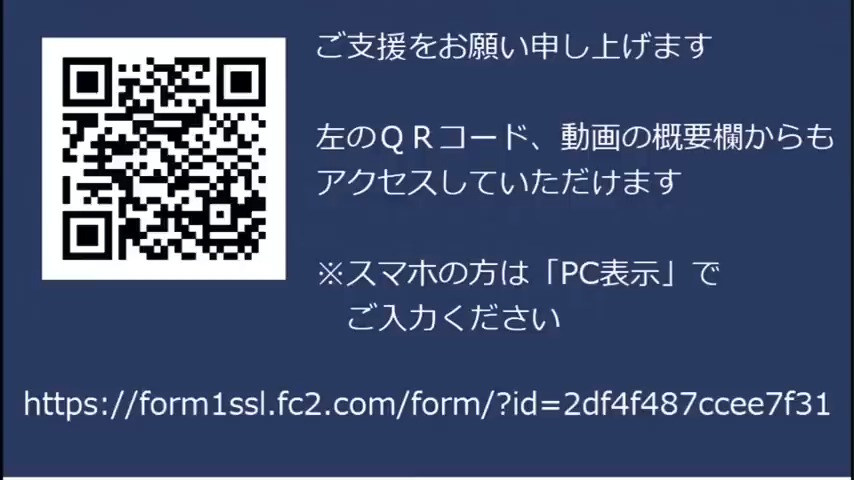 ご支援をお願い申し上げます
左のＱＲコード、動画の概要欄からも
アクセスしていただけます
※スマホの方は「PC表示」で
ご入力ください
https://form1ssl.fc2.com/form/?id=2df4f487ccee7f31